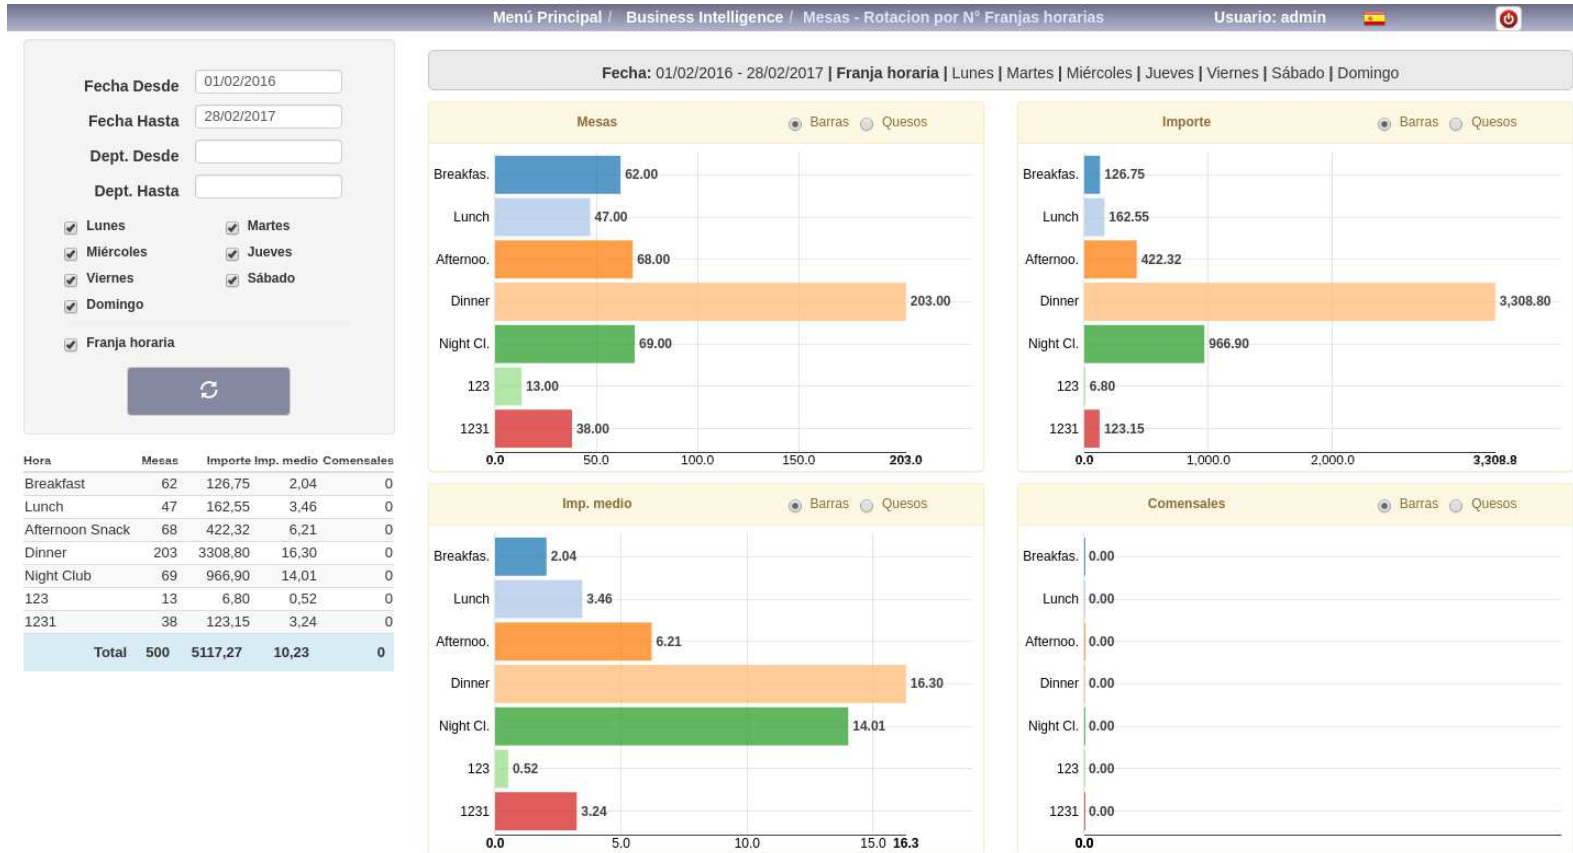 Menú Principal / Business Intelligence / Mesas - Rotacion por N° Franjas horarias Usuario: admin
Fecha Desde 01/02/2016
Fecha Hasta 28/02/2017
Dept. Desde
Dept. Hasta
Lunes Martes
Miércoles Jueves
Viernes Sábado
Domingo
Franja horaria
Hora Mesas Importe Imp. medio Comensales
Breakfast 62 126,75 2,04 0
Lunch 47 162,55 3,46 0
Afternoon Snack 68 422,32 6,21 0
Dinner 203 3308,80 16,30 0
Night Club 69 966,90 14,01 0
123 13 6,80 0,52 0
1231 38 123,15 3,24 0
Total 500 5117,27 10,23 0
Fecha: 01/02/2016 - 28/02/2017 | Franja horaria | Lunes | Martes | Miércoles | Jueves | Viernes | Sábado | Domingo
Mesas Barras Quesos
Breakfas. 62.00
Lunch 47.00
Afternoo. 68.00
Dinner 203.00
Night Cl. 69.00
123 13.00
1231 38.00
0.0 50.0 100.0 150.0 203.0
Importe Barras Quesos
Breakfas. 126.75
Lunch 162.55
Afternoo. 422.32
Dinner 3,308.80
Night Cl. 966.90
123 6.80
1231 123.15
0.0 1,000.0 2,000.0 3,308.8
Imp. medio Barras Quesos
Breakfas. 2.04
Lunch 3.46
Afternoo. 6.21
Dinner 16.30
Night Cl. 14.01
123 0.52
1231 3.24
0.0 5.0 10.0 15.0 16.3
Comensales Barras Quesos
Breakfas. 0.00
Lunch 0.00
Afternoo. 0.00
Dinner 0.00
Night Cl. 0.00
123 0.00
1231 0.00
0.0